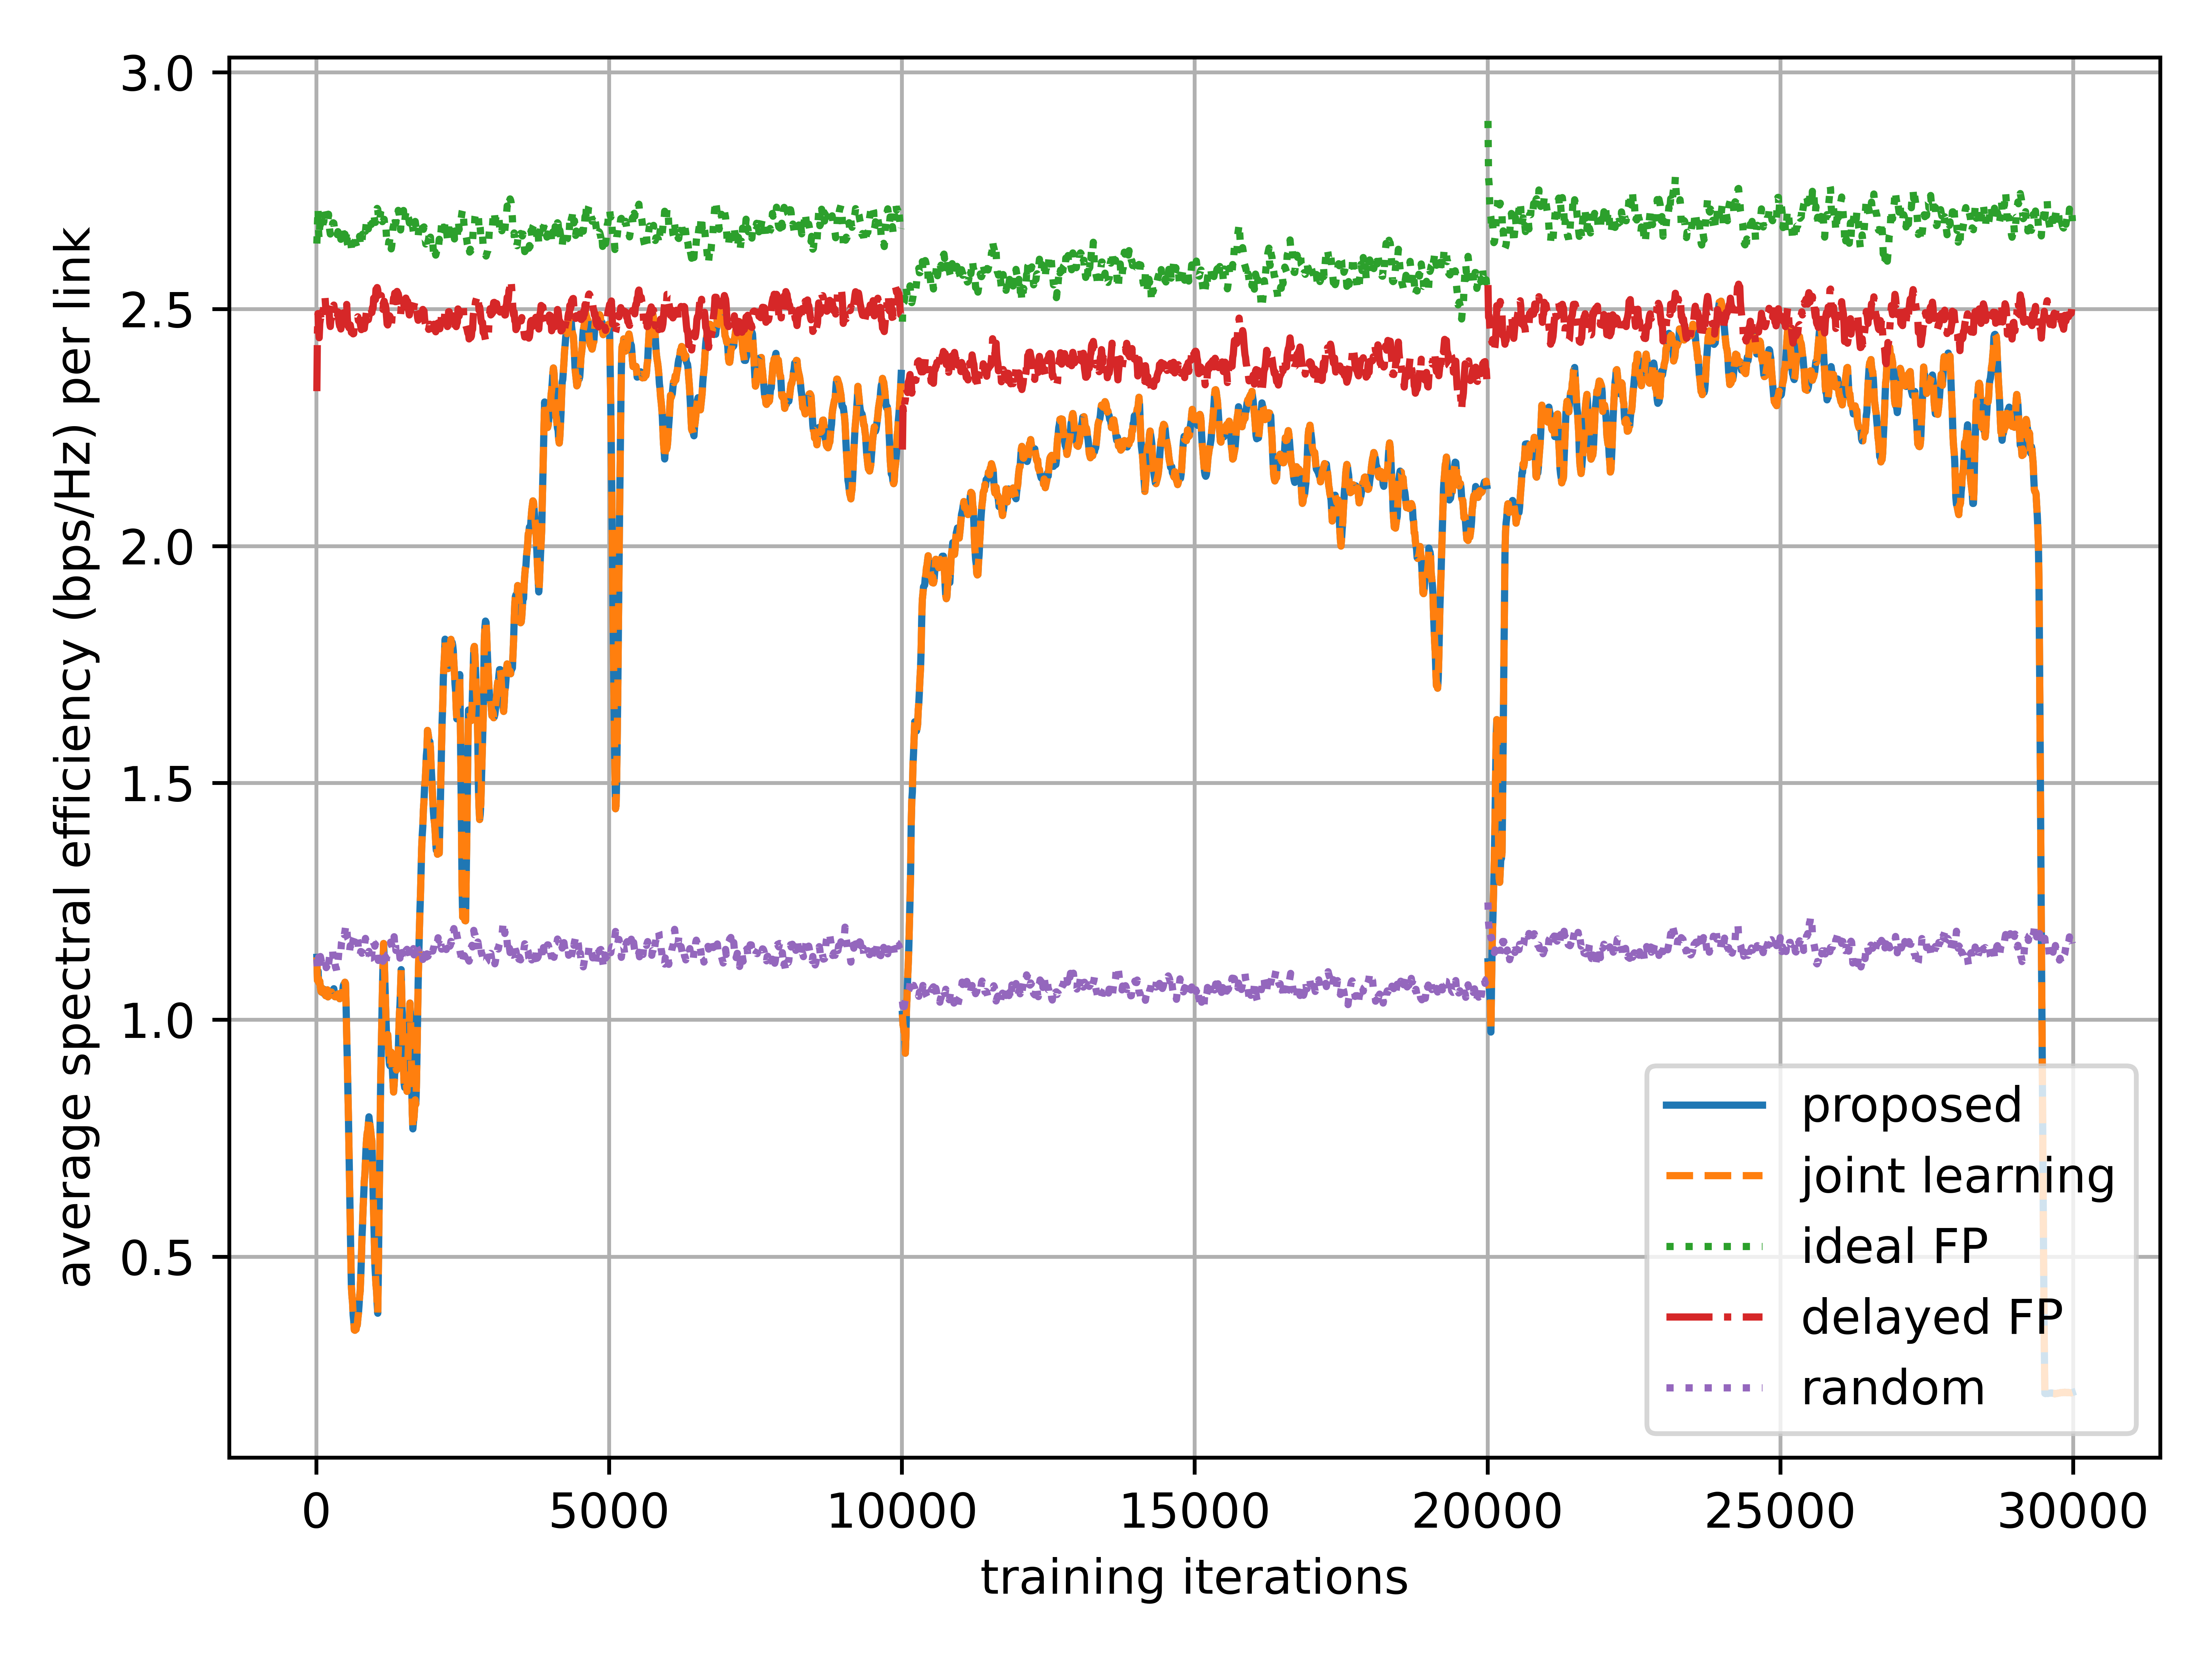 3.0
2.5
2.0
1.5
1.0
0.5
average spectral efficiency (bps/Hz) per link
0 5000 10000 15000 20000 25000 30000
training iterations
proposed
joint learning
ideal FP
delayed FP
random